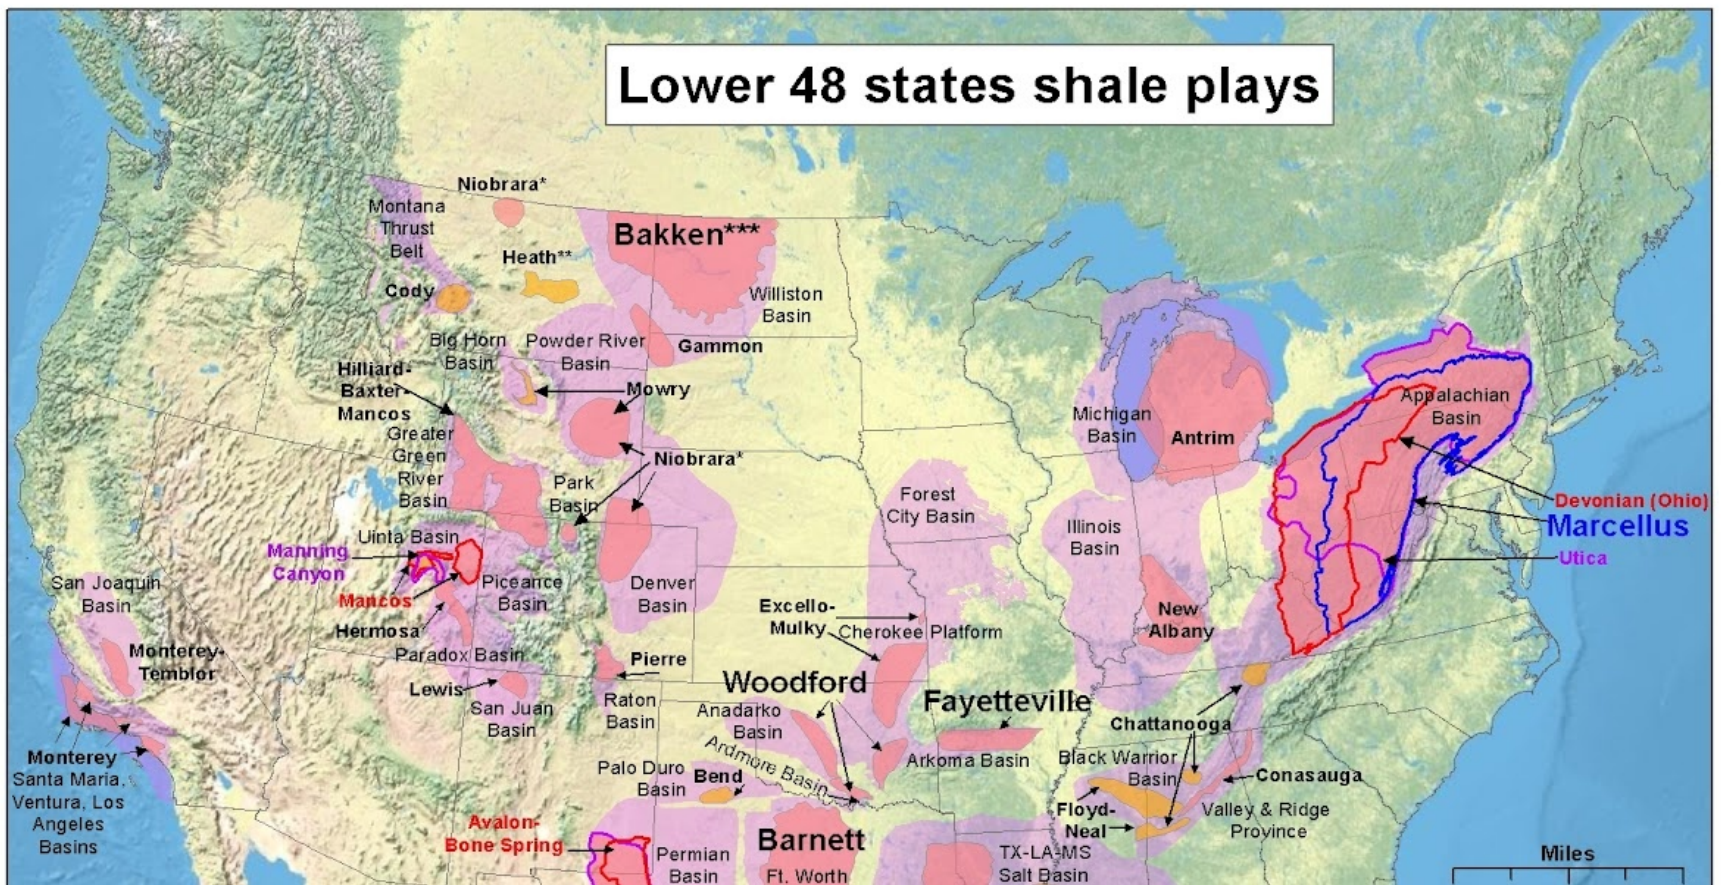 Lower 48 states shale plays
Niobrara*
Montana
Thrust
Belt
Bakken***
Heath**
Cody
Williston
Basin
Big Horn
Basin
Powder River
Basin
Gammon
Hilliard-
Baxter-
Mancos
Mowry
Greater
Green
River
Basin
Niobrara*
Park
Basin
Michigan
Basin
Antrim
Appalachian
Basin
Forest
City Basin
Illinois
Basin
Devonian (Ohio)
Marcellus
Utica
Uinta Basin
Manning
Canyon
Mancos
Piceance
Basin
Denver
Basin
San Joaquin
Basin
Hermosa
Paradox Basin
Excello-
Mulky
Cherokee Platform
New
Albany
Monterey-
Temblor
Pierre
Lewis
San Juan
Basin
Raton
Basin
Woodford
Anadarko
Basin
Fayetteville
Chattanooga
Ardmore Basin
Arkoma Basin
Black Warrior
Basin
Conasauga
Monterey
Santa Maria,
Ventura, Los
Angeles
Basins
Palo Duro
Basin
Bend
Floyd-
Neal
Valley & Ridge
Province
Avalon-
Bone Spring
Permian
Basin
Barnett
Ft. Worth
TX-LA-MS
Salt Basin
Miles